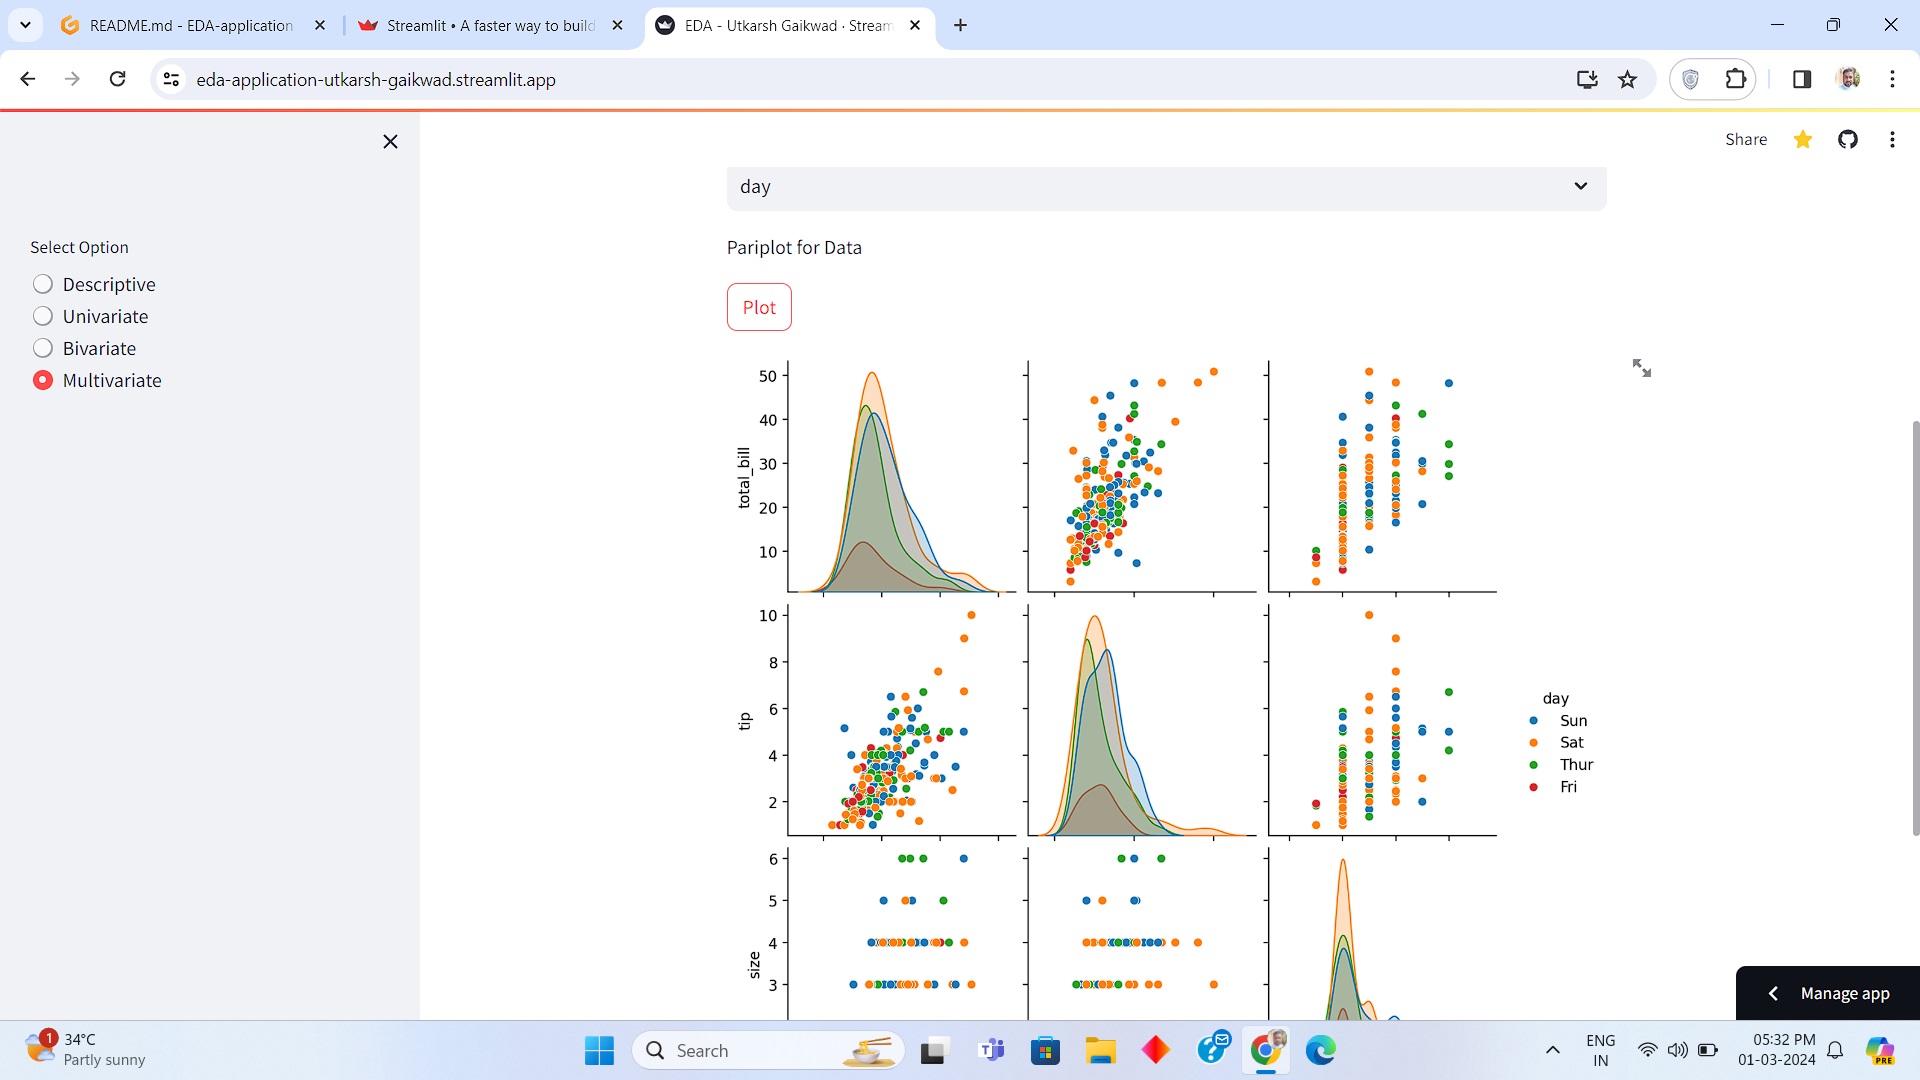 README.md - EDA-application
Streamlit • A faster way to build
EDA - Utkarsh Gaikwad · Stream
eda-application-utkarsh-gaikwad.streamlit.app
Share
day
Pariplot for Data
Plot
Select Option
Descriptive
Univariate
Bivariate
Multivariate
50
40
30
20
10
total_bill
10
8
6
4
2
tip
6
5
4
3
size
day
Sun
Sat
Thur
Fri
Manage app
1
34°C
Partly sunny
Search
ENG
IN
05:32 PM
01-03-2024
PRE